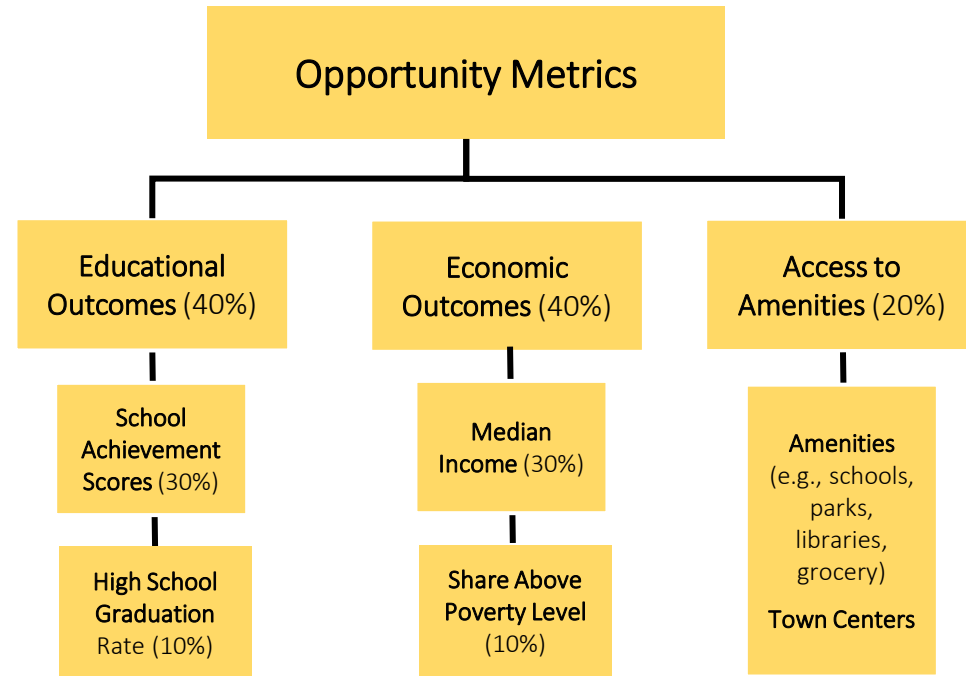 Opportunity Metrics
Educational
Outcomes (40%)
School
Achievement
Scores (30%)
High School
Graduation
Rate (10%)
Economic
Outcomes (40%)
Median
Income (30%)
Share Above
Poverty Level
(10%)
Access to
Amenities (20%)
Amenities
(e.g., schools,
parks,
libraries,
grocery)
Town Centers